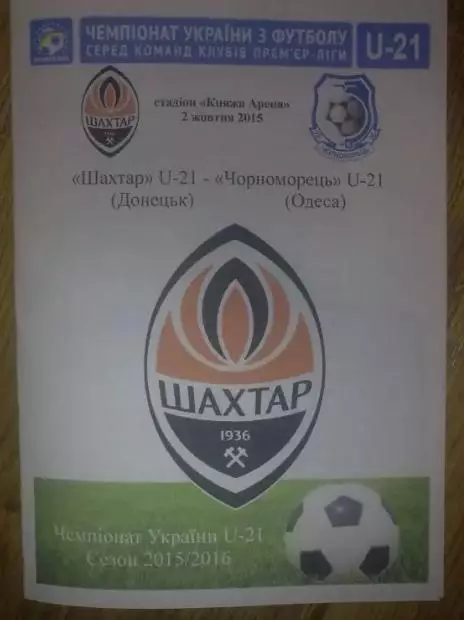 ЧЕМПІОНАТ УКРАЇНИ З ФУТБОЛУ
СЕРЕД КОМАНД КЛУБІВ ПРЕМ'ЄР-ЛІГИ
U-21
стадіон «Княжа Арена»
2 жовтня 2015
ШАХТАР
ЧОРНОМОРЕЦЬ
«Шахтар» U-21 - «Чорноморець» U-21
(Донецьк) (Одеса)
ШАХТАР
1936
Чемпіонат України U-21
Сезон 2015/2016